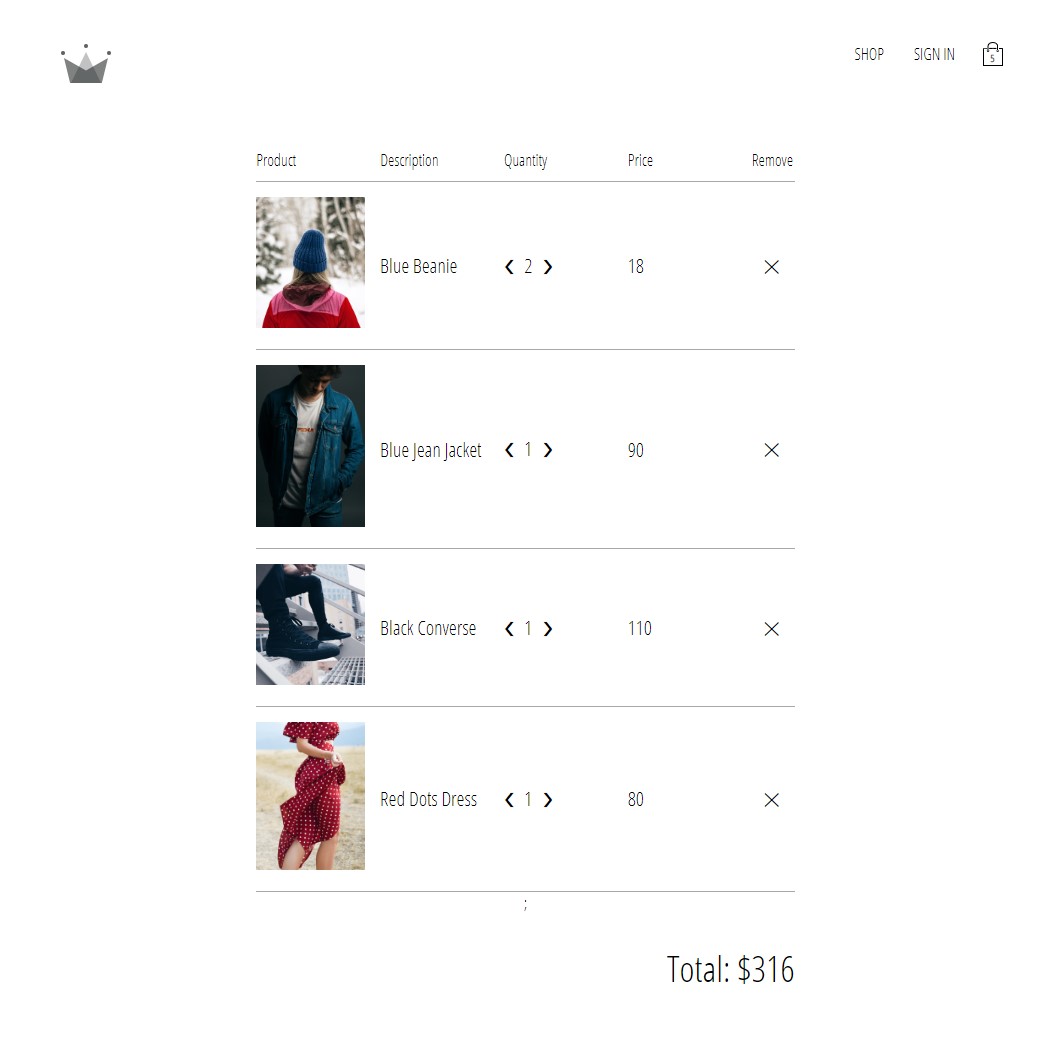 SHOP SIGN IN 5
Product Description Quantity Price Remove
Blue Beanie ❮ 2 ❯ 18 ✕
Blue Jean Jacket ❮ 1 ❯ 90 ✕
Black Converse ❮ 1 ❯ 110 ✕
Red Dots Dress ❮ 1 ❯ 80 ✕
;
Total: $316